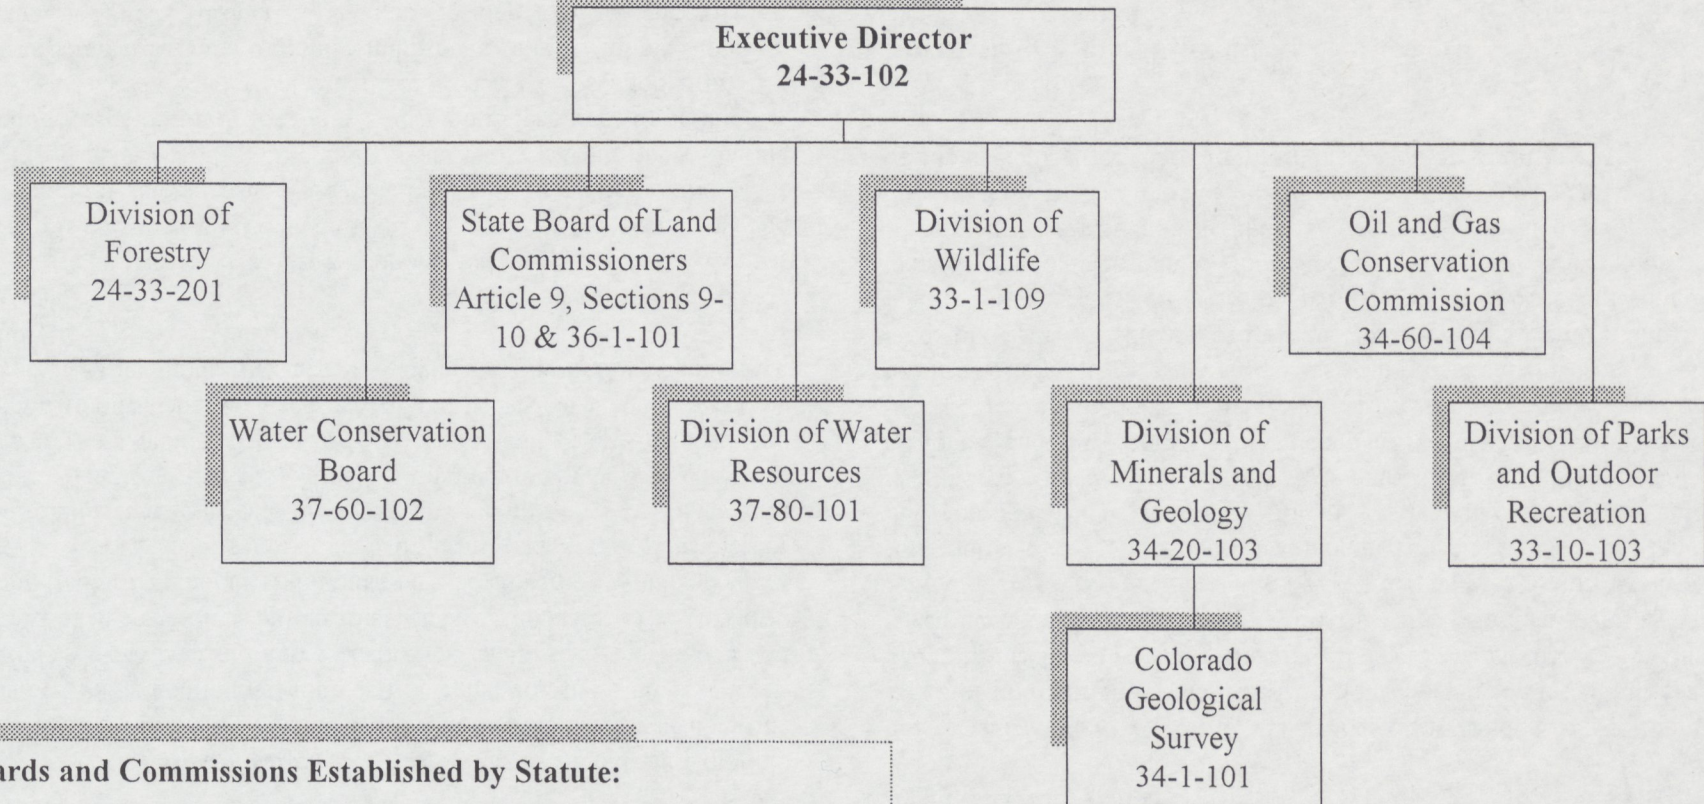 Executive Director
24-33-102
Division of
Forestry
24-33-201
State Board of Land
Commissioners
Article 9, Sections 9-
10 & 36-1-101
Division of
Wildlife
33-1-109
Oil and Gas
Conservation
Commission
34-60-104
Water Conservation
Board
37-60-102
Division of Water
Resources
37-80-101
Division of
Minerals and
Geology
34-20-103
Division of Parks
and Outdoor
Recreation
33-10-103
Colorado
Geological
Survey
34-1-101
ards and Commissions Established by Statute: